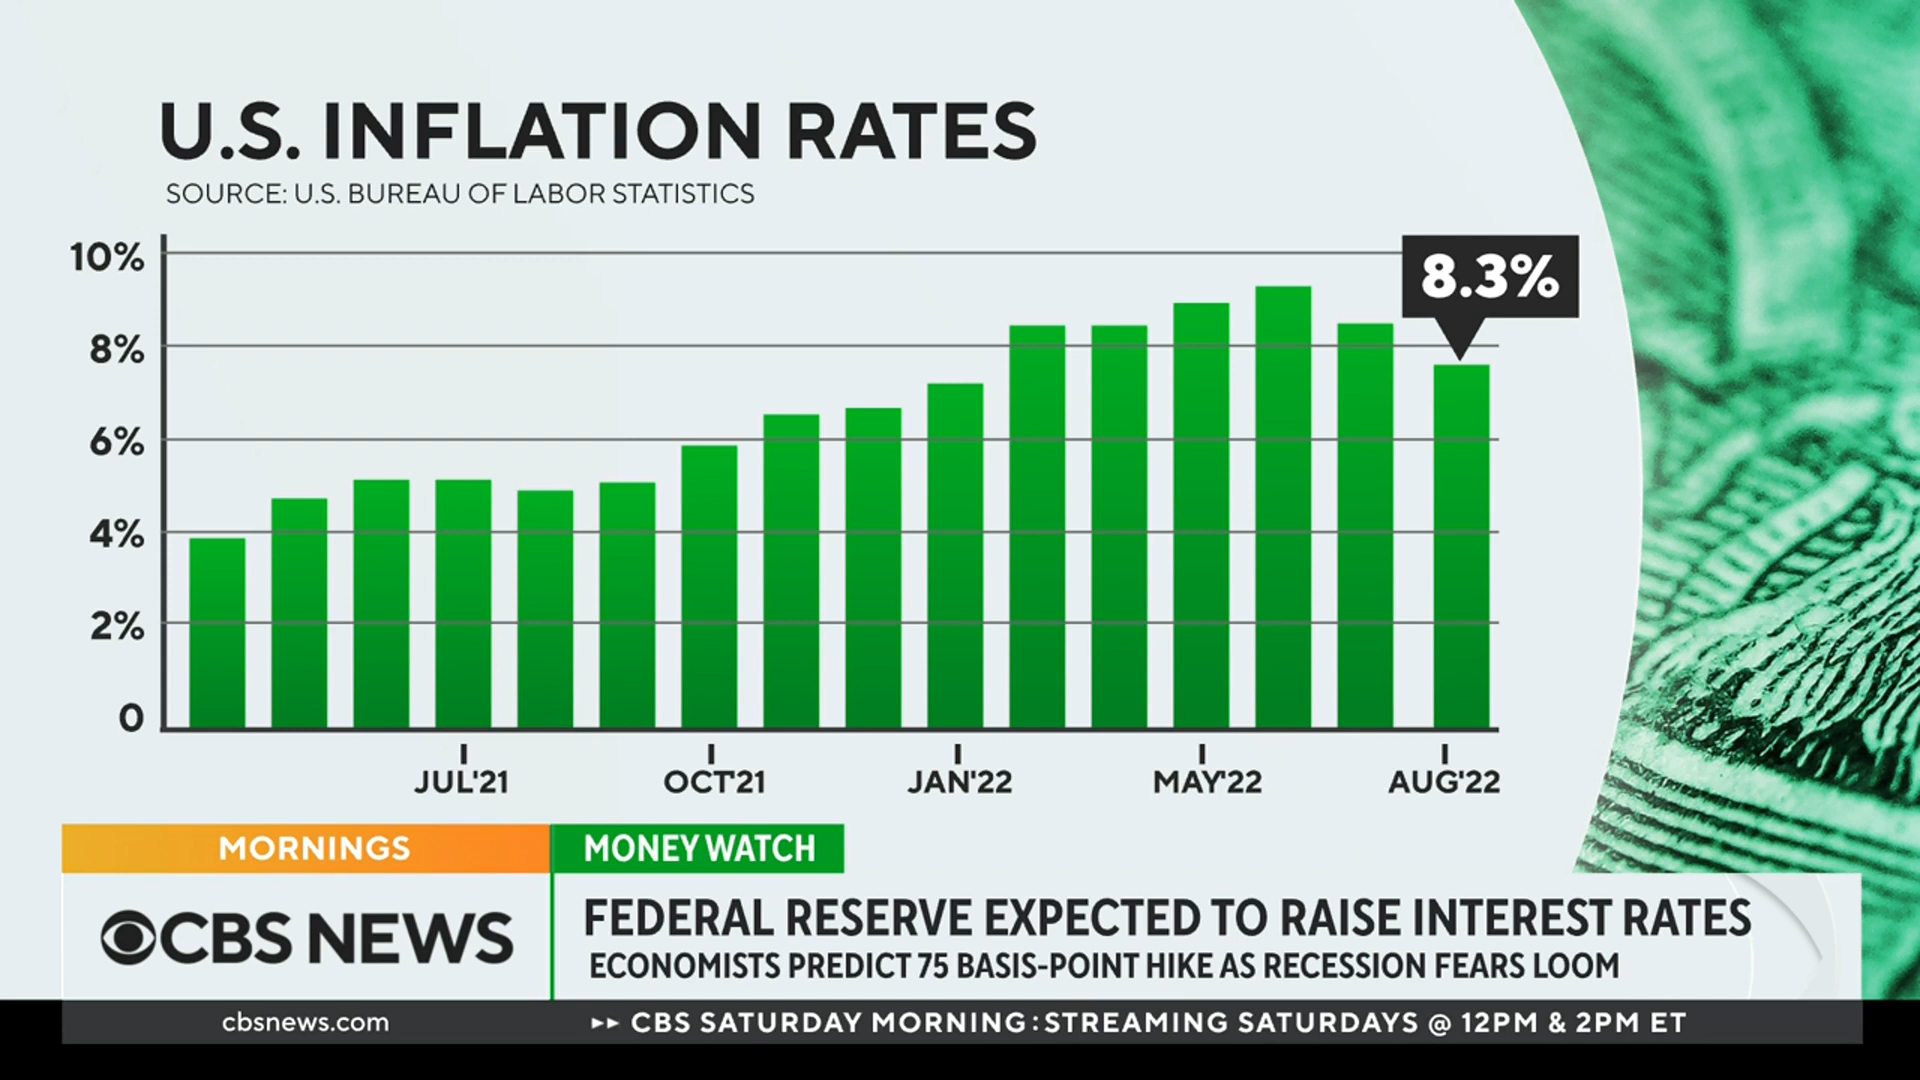 U.S. INFLATION RATES
SOURCE: U.S. BUREAU OF LABOR STATISTICS
10%
8.3%
8%
6%
4%
2%
0
JUL'21 OCT'21 JAN'22 MAY'22 AUG'22
MORNINGS
MONEY WATCH
CBS NEWS
FEDERAL RESERVE EXPECTED TO RAISE INTEREST RATES
ECONOMISTS PREDICT 75 BASIS-POINT HIKE AS RECESSION FEARS LOOM
cbsnews.com
CBS SATURDAY MORNING: STREAMING SATURDAYS @ 12PM & 2PM ET